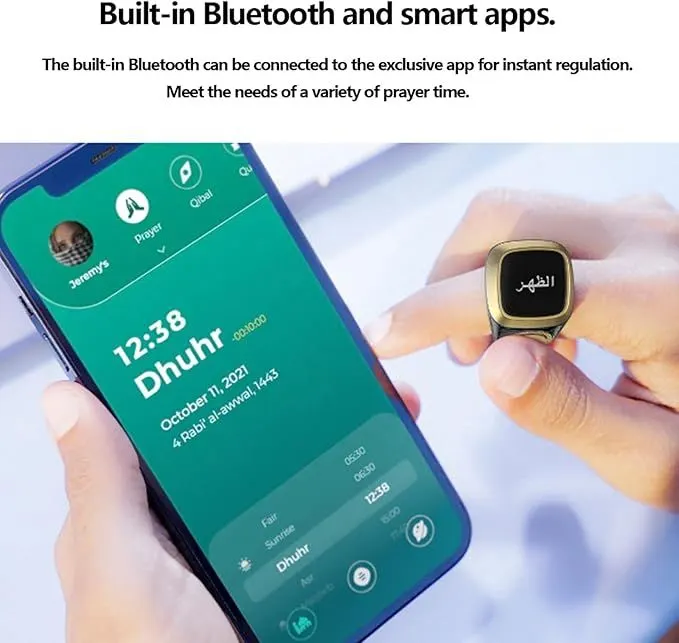 Built-in Bluetooth and smart apps.
The built-in Bluetooth can be connected to the exclusive app for instant regulation.
Meet the needs of a variety of prayer time.
Jeremy's
Prayer
Qibal
Qu
12:38
Dhuhr -00:10:00
October 11, 2021
4 Rabi' al-awwal, 1443
Fair 05:30
Sunrise 06:30
Dhuhr 12:38
Asr 15:00
الظهر